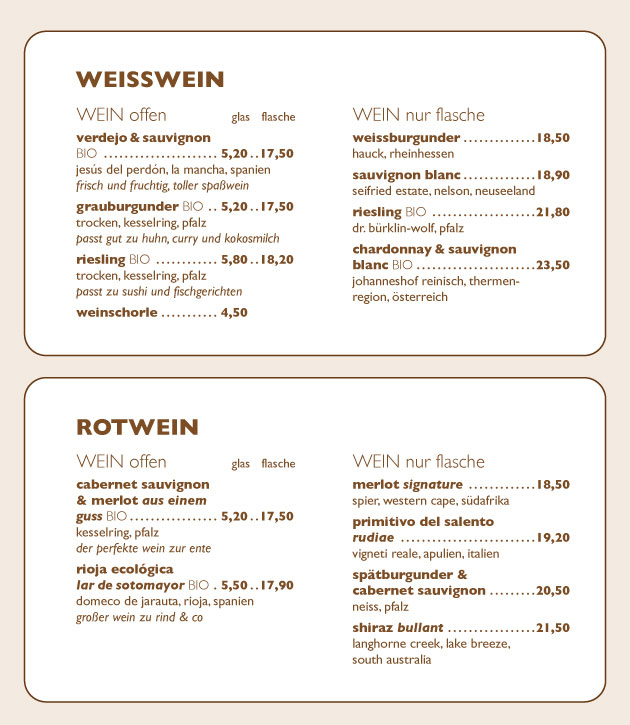 WEISSWEIN
WEIN offen glas flasche
verdejo & sauvignon
BIO ...................... 5,20 ..17,50
jesús del perdón, la mancha, spanien
frisch und fruchtig, toller spaßwein
grauburgunder BIO .. 5,20 ..17,50
trocken, kesselring, pfalz
passt gut zu huhn, curry und kokosmilch
riesling BIO ............ 5,80 ..18,20
trocken, kesselring, pfalz
passt zu sushi und fischgerichten
weinschorle ........... 4,50
WEIN nur flasche
weissburgunder ..............18,50
hauck, rheinhessen
sauvignon blanc ..............18,90
seifried estate, nelson, neuseeland
riesling BIO ....................21,80
dr. bürklin-wolf, pfalz
chardonnay & sauvignon
blanc BIO .......................23,50
johanneshof reinisch, thermen-
region, österreich
ROTWEIN
WEIN offen glas flasche
cabernet sauvignon
& merlot aus einem
guss BIO ................. 5,20 ..17,50
kesselring, pfalz
der perfekte wein zur ente
rioja ecológica
lar de sotomayor BIO . 5,50 ..17,90
domeco de jarauta, rioja, spanien
großer wein zu rind & co
WEIN nur flasche
merlot signature .............18,50
spier, western cape, südafrika
primitivo del salento
rudiae ..........................19,20
vigneti reale, apulien, italien
spätburgunder &
cabernet sauvignon .........20,50
neiss, pfalz
shiraz bullant .................21,50
langhorne creek, lake breeze,
south australia